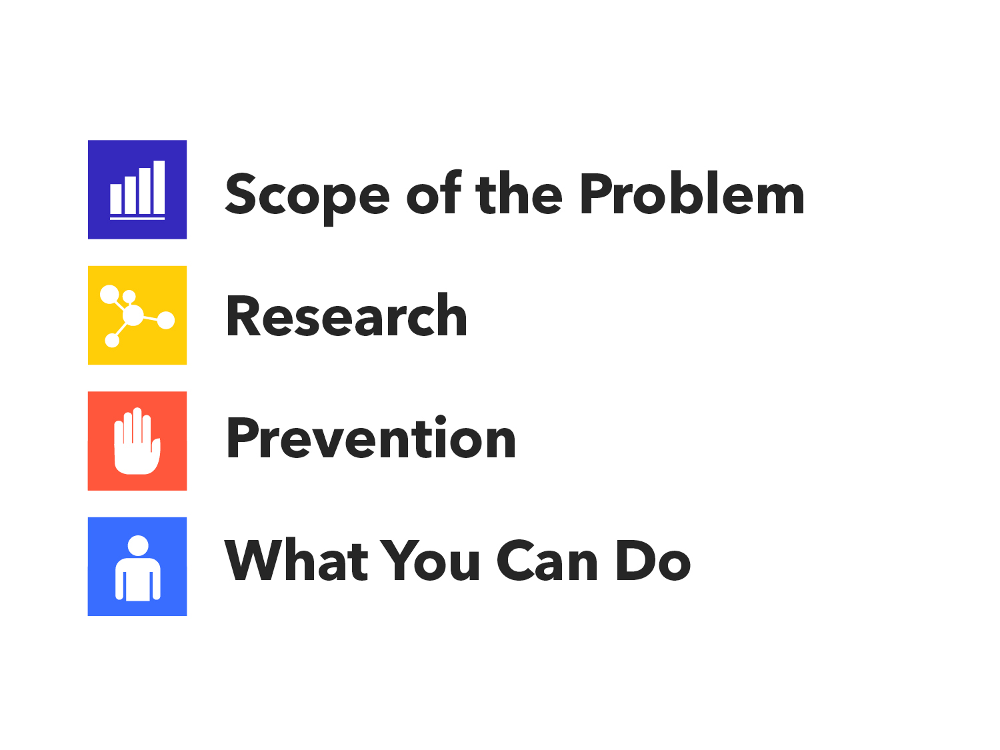 Scope of the Problem
Research
Prevention
What You Can Do